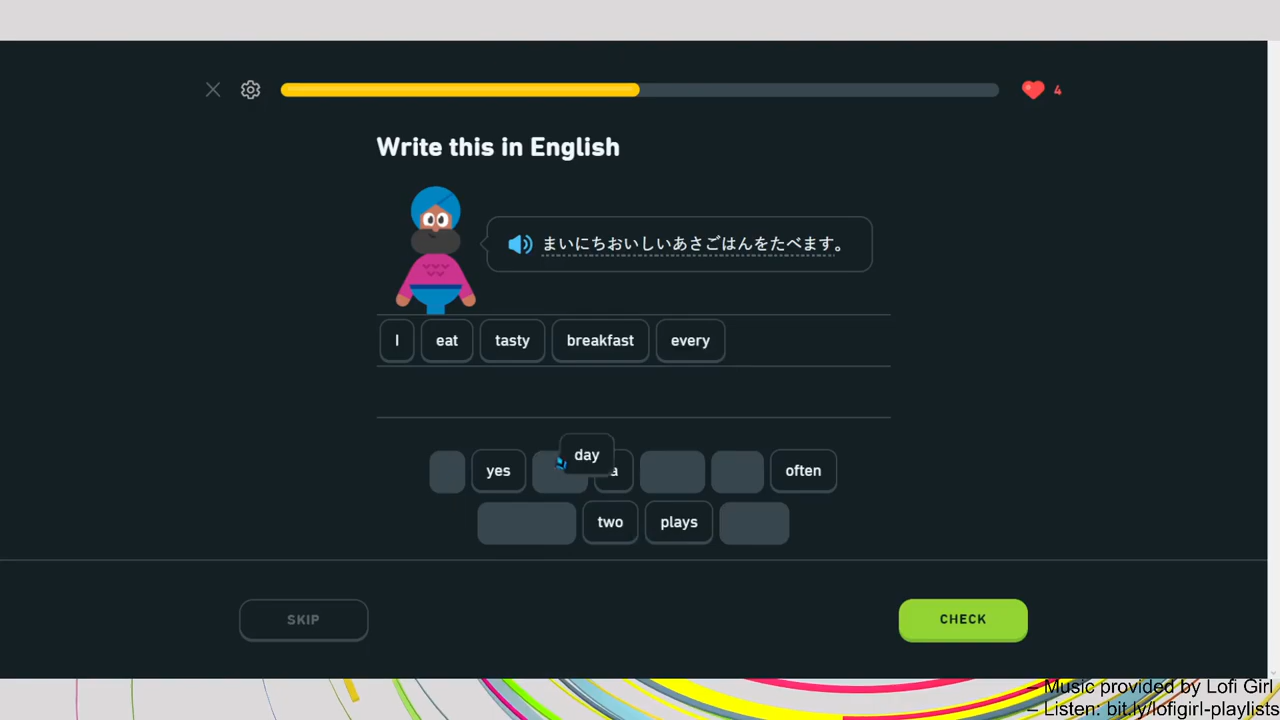 4
Write this in English
まいにちおいしいあさごはんをたべます。
I eat tasty breakfast every
day
yes a often
two plays
SKIP CHECK
– Music provided by Lofi Girl
– Listen: bit.ly/lofigirl-playlists